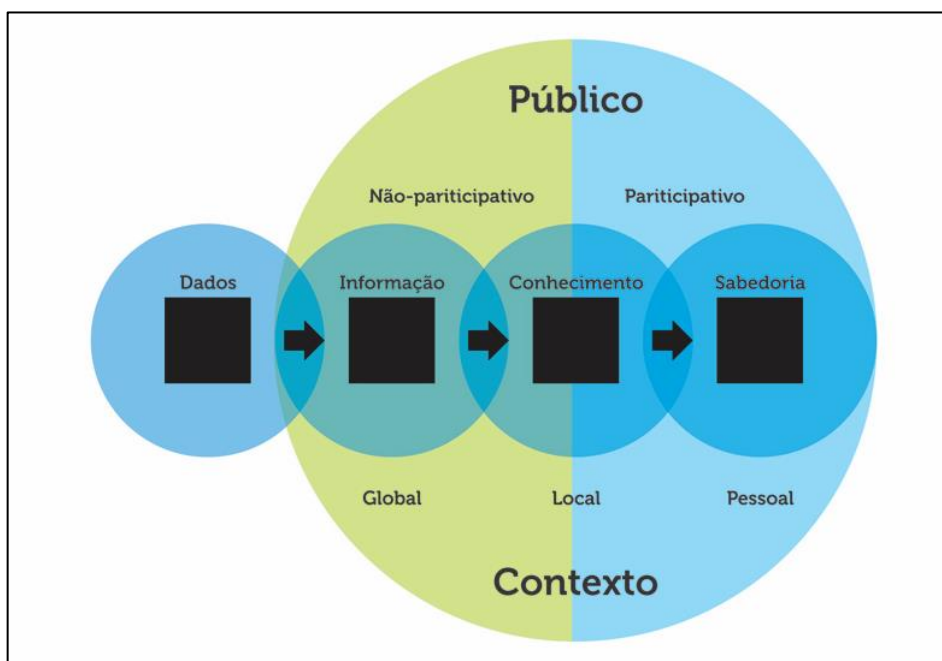 Público
Não-pariticipativo Pariticipativo
Dados Informação Conhecimento Sabedoria
Global Local Pessoal
Contexto